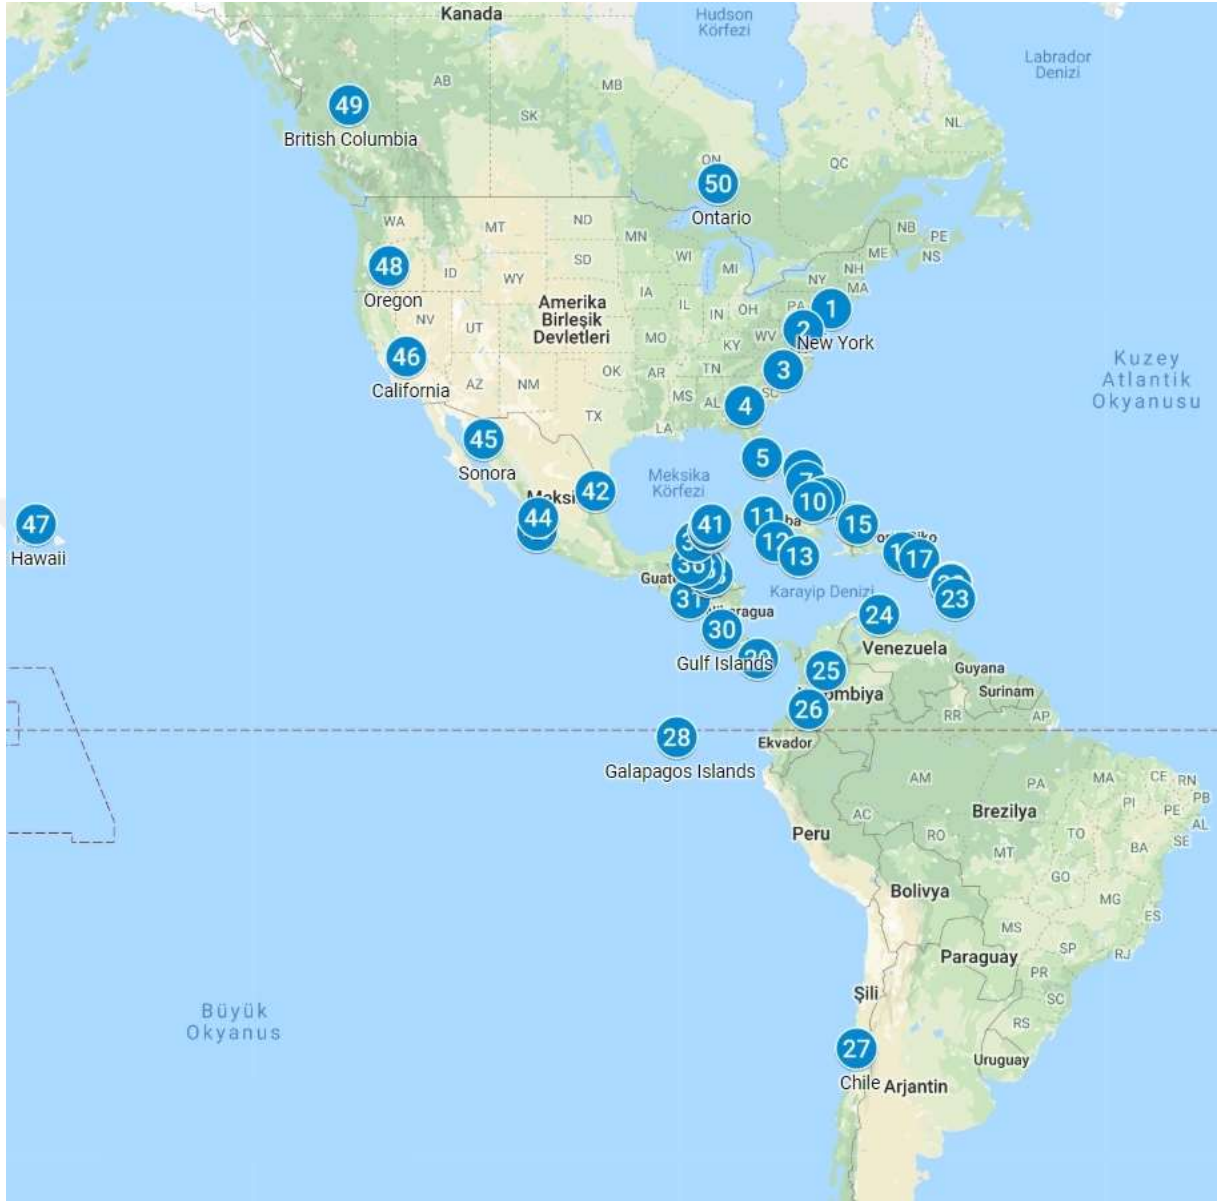 Kanada
Hudson
Körfezi
Labrador
Denizi
49
British Columbia
AB
SK
MB
NL
ON
QC
50
Ontario
WA
MT
ND
MN
NB
PE
NS
ME
48
Oregon
ID
SD
WI
MI
NY
NH
MA
WY
IA
Amerika
Birleşik
Devletleri
NV
UT
IL
IN
OH
PA
1
2
New York
WV
MO
KY
46
California
AZ
NM
OK
AR
TN
3
SC
MS
AL
4
TX
LA
Kuzey
Atlantik
Okyanusu
45
Sonora
Meksika
Körfezi
5
7
10
42
44
47
Hawaii
11
41
15
12
13
17
23
31
Karayip Denizi
24
30
Gulf Islands
Venezuela
25
26
Guyana
Surinam
RR
AP
28
Galapagos Islands
Ekvador
AM
PA
MA
CE
RN
PB
PE
AL
SE
PI
Peru
AC
RO
Brezilya
TO
BA
MT
GO
Bolivya
MG
ES
MS
SP
RJ
Paraguay
PR
SC
RS
Şili
Büyük
Okyanus
27
Chile
Arjantin
Uruguay